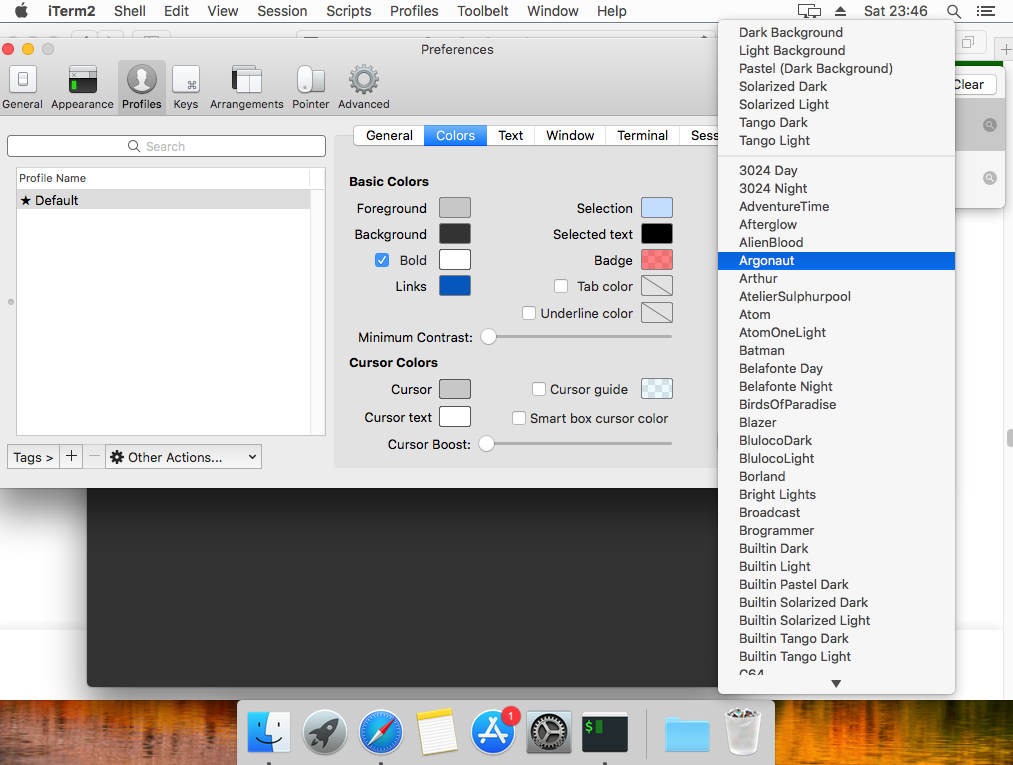 iTerm2 Shell Edit View Session Scripts Profiles Toolbelt Window Help Sat 23:46
Preferences
General Appearance Profiles Keys Arrangements Pointer Advanced
Search
Profile Name
★ Default
Tags > + − Other Actions...
General Colors Text Window Terminal Sess
Basic Colors
Foreground
Background
Bold
Links
Selection
Selected text
Badge
Tab color
Underline color
Minimum Contrast:
Cursor Colors
Cursor
Cursor text
Cursor guide
Smart box cursor color
Cursor Boost:
Clear
Dark Background
Light Background
Pastel (Dark Background)
Solarized Dark
Solarized Light
Tango Dark
Tango Light
3024 Day
3024 Night
AdventureTime
Afterglow
AlienBlood
Argonaut
Arthur
AtelierSulphurpool
Atom
AtomOneLight
Batman
Belafonte Day
Belafonte Night
BirdsOfParadise
Blazer
BlulocoDark
BlulocoLight
Borland
Bright Lights
Broadcast
Brogrammer
Builtin Dark
Builtin Light
Builtin Pastel Dark
Builtin Solarized Dark
Builtin Solarized Light
Builtin Tango Dark
Builtin Tango Light
C64
1
$